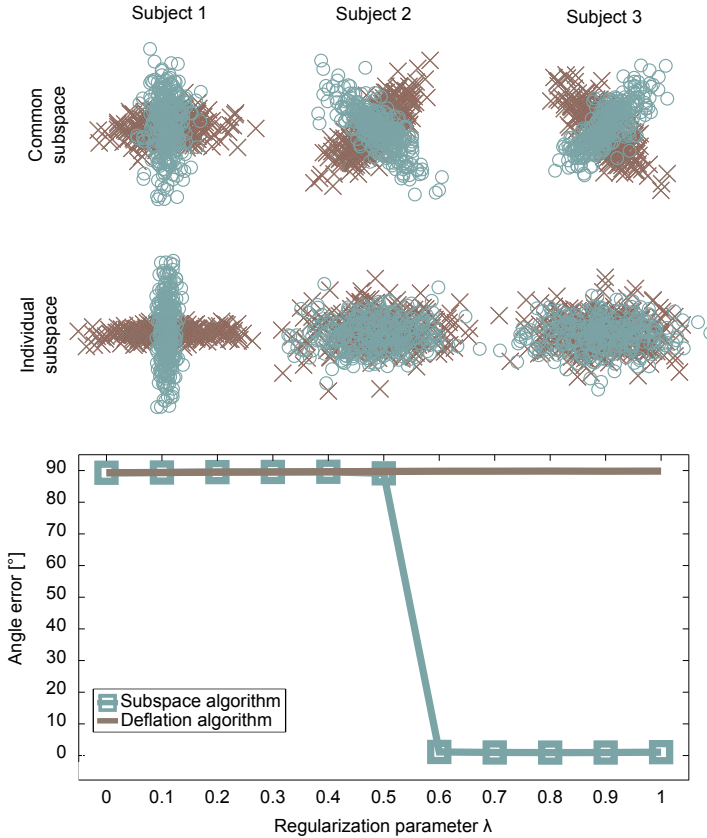 Subject 1
Subject 2
Subject 3
Common
subspace
Individual
subspace
90
80
70
60
50
40
30
20
10
0
Angle error [°]
Subspace algorithm
Deflation algorithm
0
0.1
0.2
0.3
0.4
0.5
0.6
0.7
0.8
0.9
1
Regularization parameter λ